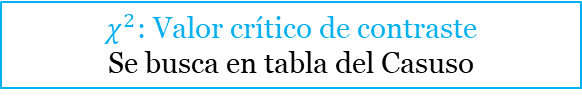 χ²: Valor crítico de contraste
Se busca en tabla del Casuso